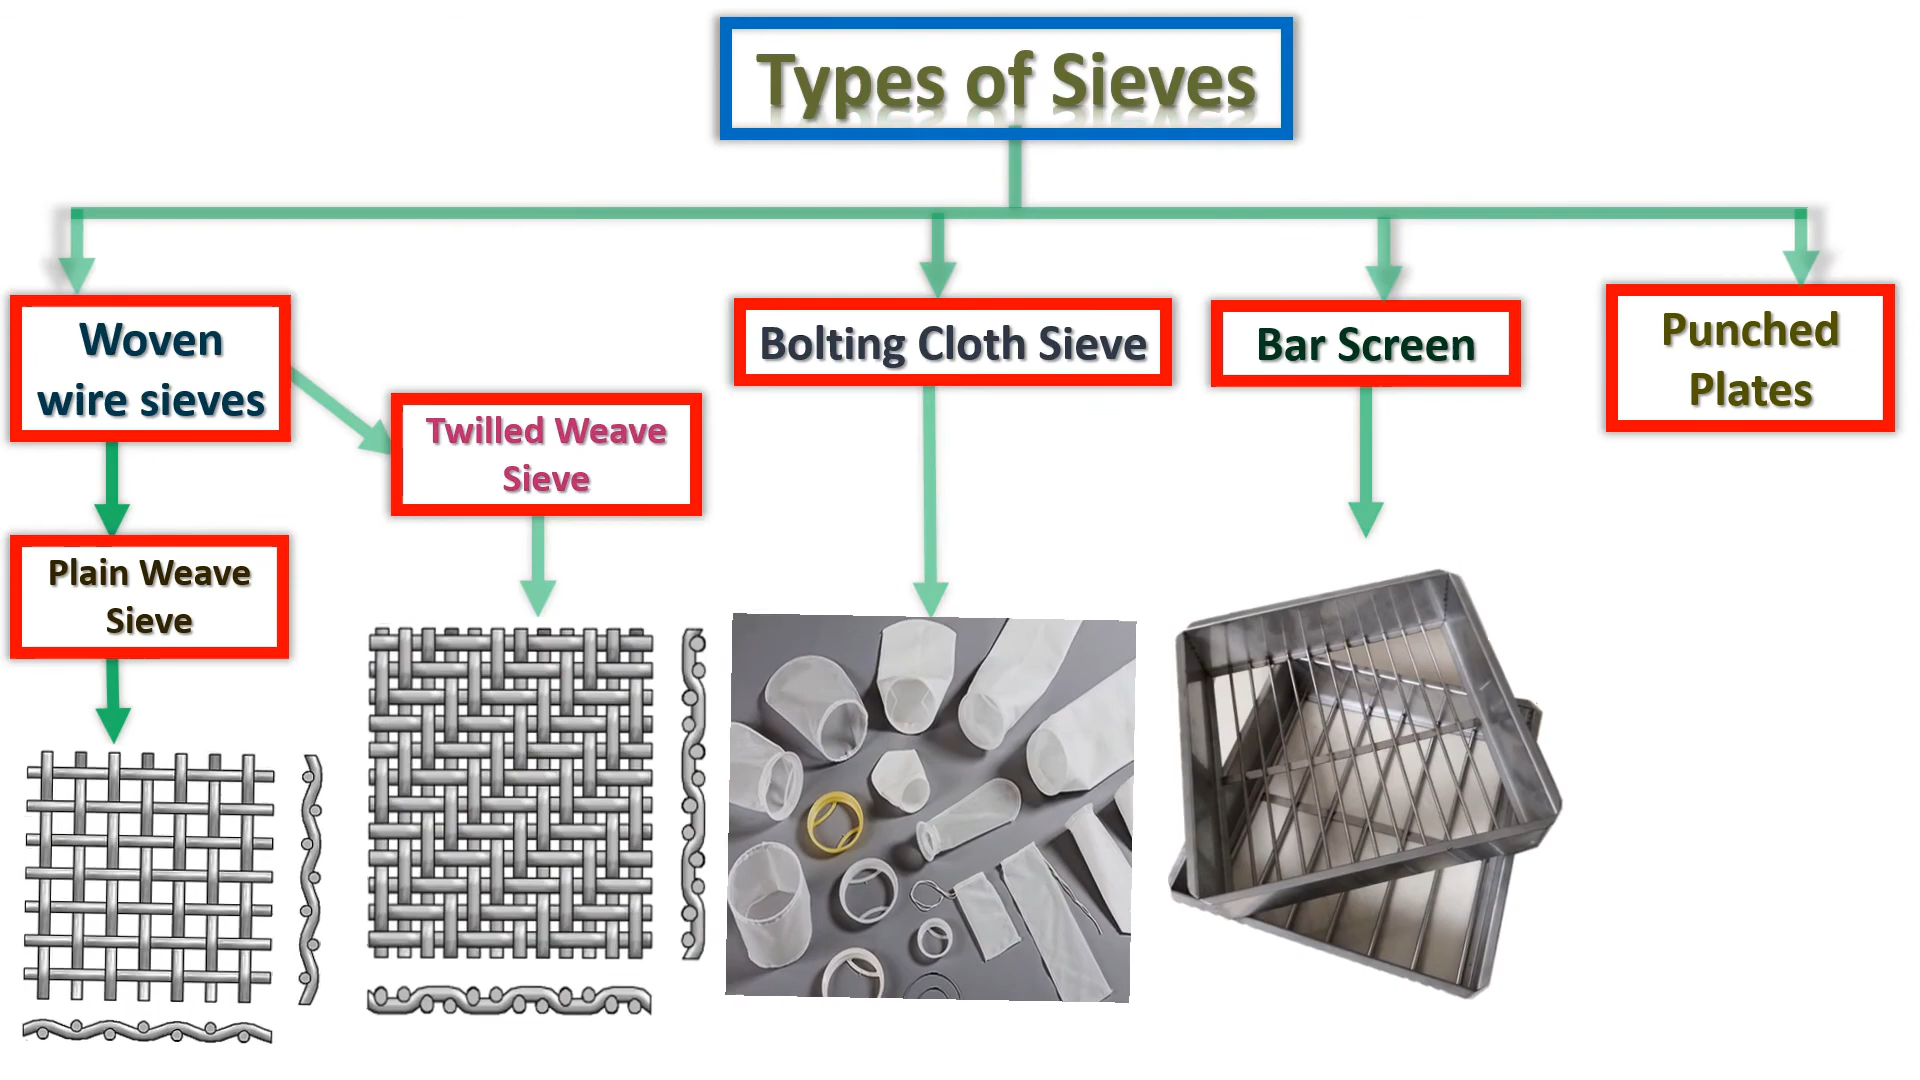 Types of Sieves
Woven
wire sieves
Twilled Weave
Sieve
Plain Weave
Sieve
Bolting Cloth Sieve
Bar Screen
Punched
Plates